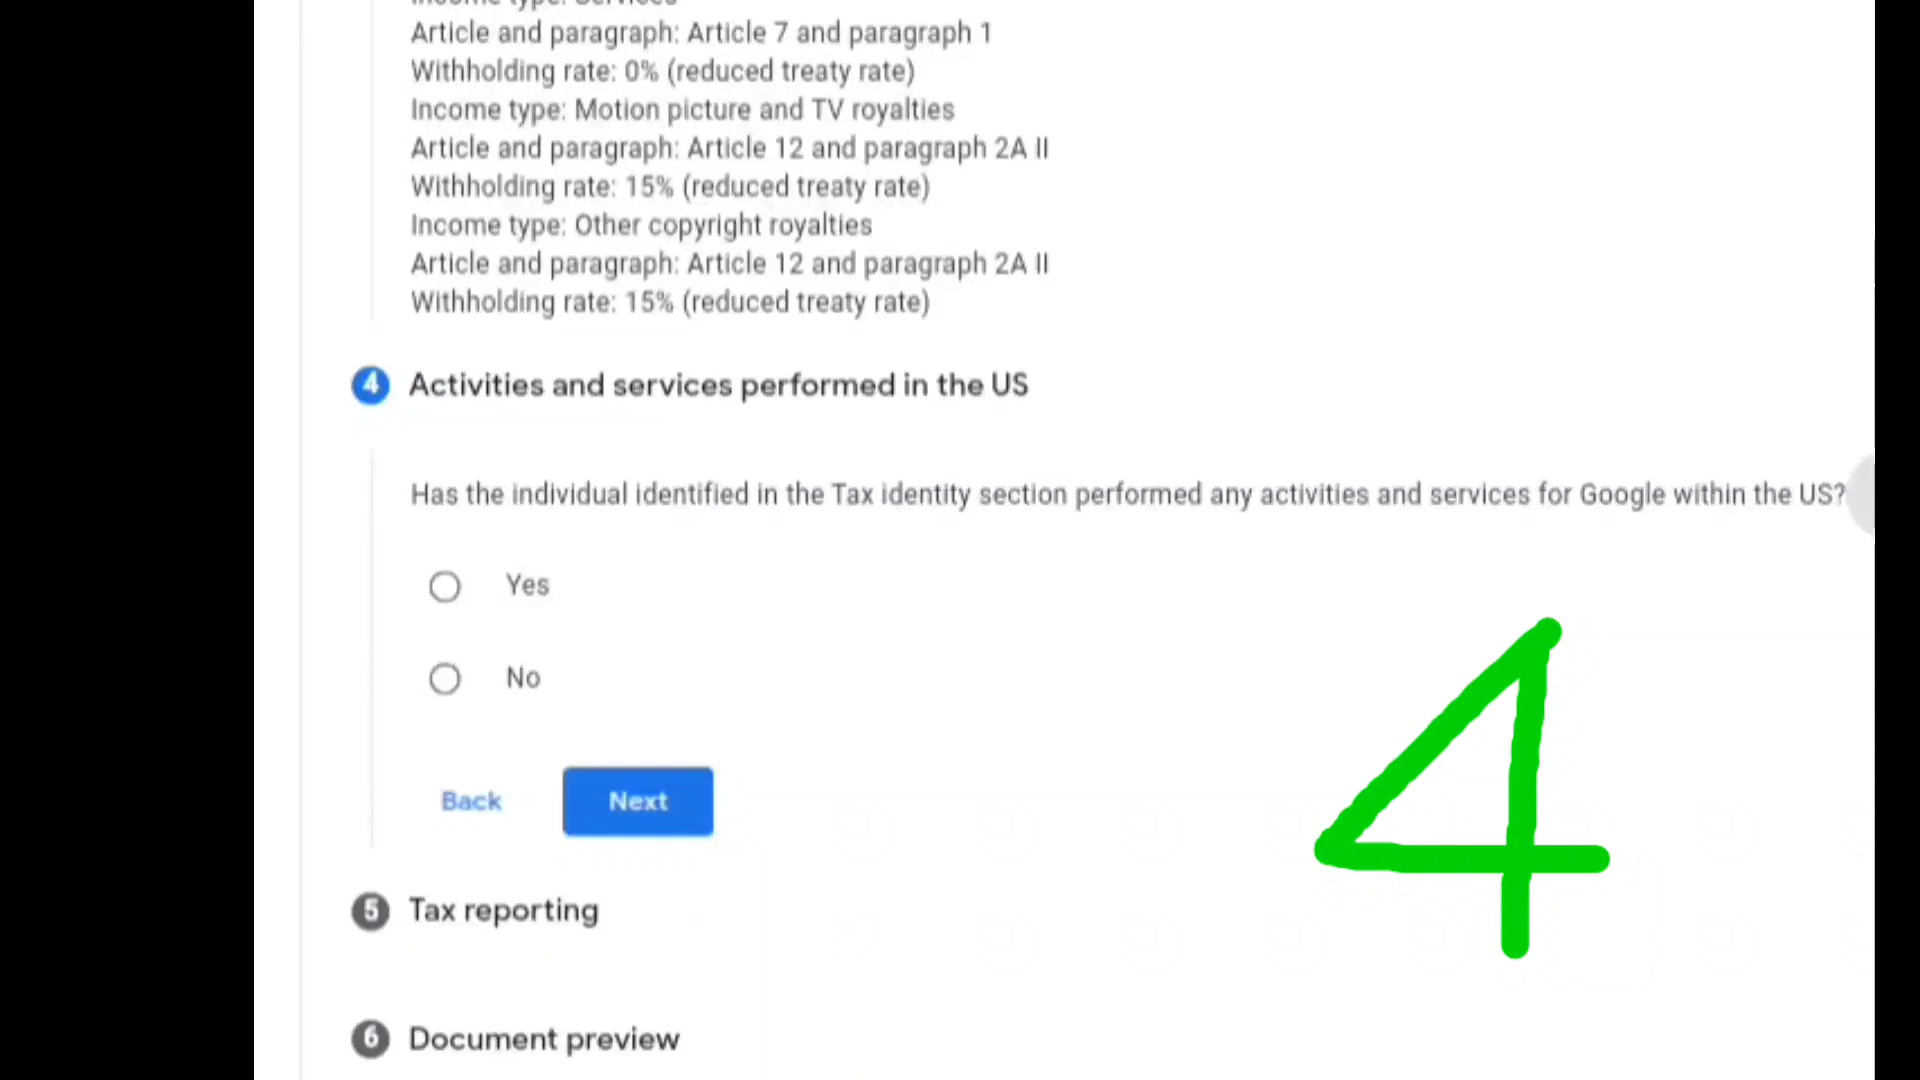 Income type: Services
Article and paragraph: Article 7 and paragraph 1
Withholding rate: 0% (reduced treaty rate)
Income type: Motion picture and TV royalties
Article and paragraph: Article 12 and paragraph 2A II
Withholding rate: 15% (reduced treaty rate)
Income type: Other copyright royalties
Article and paragraph: Article 12 and paragraph 2A II
Withholding rate: 15% (reduced treaty rate)
4 Activities and services performed in the US
Has the individual identified in the Tax identity section performed any activities and services for Google within the US?
Yes
No
Back Next
4
5 Tax reporting
6 Document preview